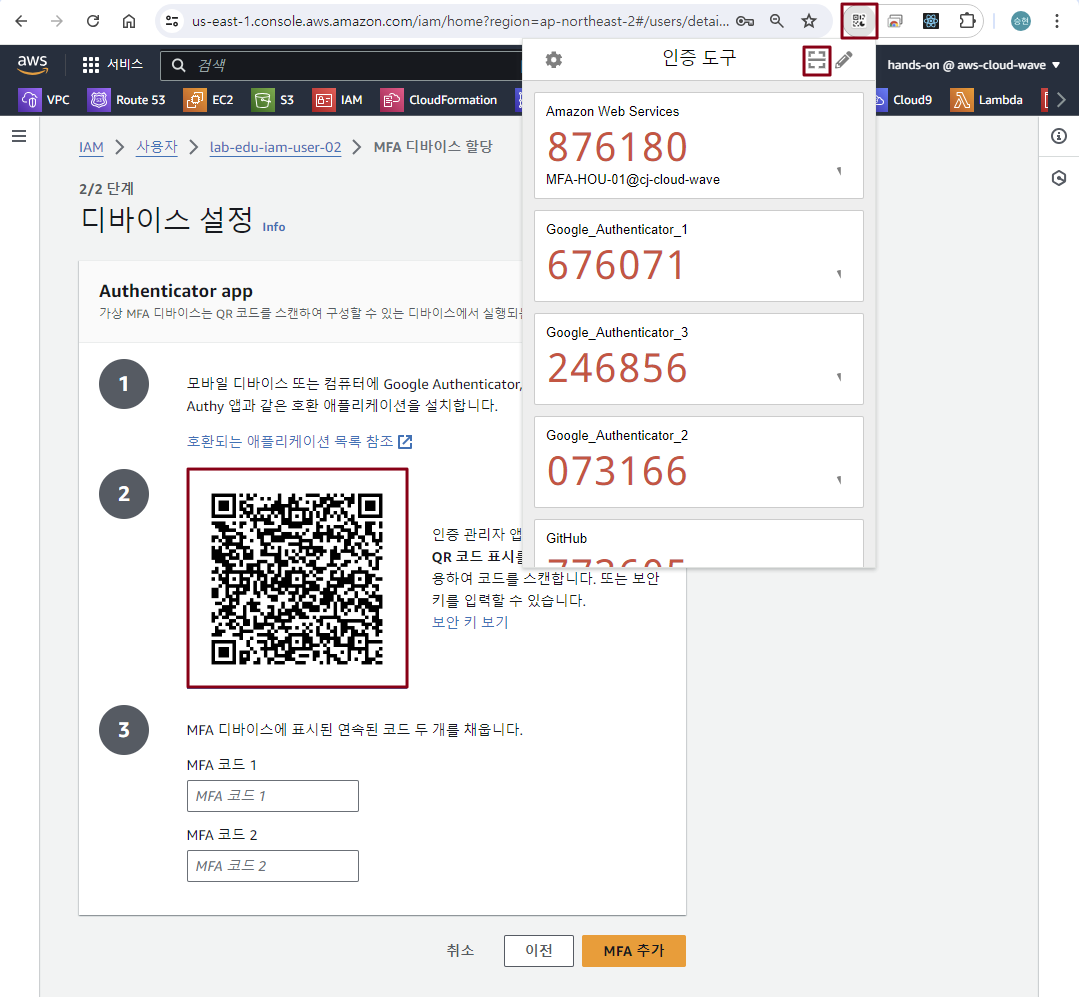 us-east-1.console.aws.amazon.com/iam/home?region=ap-northeast-2#/users/detai...
승현
aws
서비스
검색
hands-on @ aws-cloud-wave
VPC
Route 53
EC2
S3
IAM
CloudFormation
Cloud9
Lambda
인증 도구
Amazon Web Services
876180
MFA-HOU-01@cj-cloud-wave
Google_Authenticator_1
676071
Google_Authenticator_3
246856
Google_Authenticator_2
073166
GitHub
IAM
사용자
lab-edu-iam-user-02
MFA 디바이스 할당
2/2 단계
디바이스 설정 Info
Authenticator app
가상 MFA 디바이스는 QR 코드를 스캔하여 구성할 수 있는 디바이스에서 실행되는
1
모바일 디바이스 또는 컴퓨터에 Google Authenticator,
Authy 앱과 같은 호환 애플리케이션을 설치합니다.
호환되는 애플리케이션 목록 참조
2
인증 관리자 앱
QR 코드 표시를
용하여 코드를 스캔합니다. 또는 보안
키를 입력할 수 있습니다.
보안 키 보기
3
MFA 디바이스에 표시된 연속된 코드 두 개를 채웁니다.
MFA 코드 1
MFA 코드 1
MFA 코드 2
MFA 코드 2
취소
이전
MFA 추가